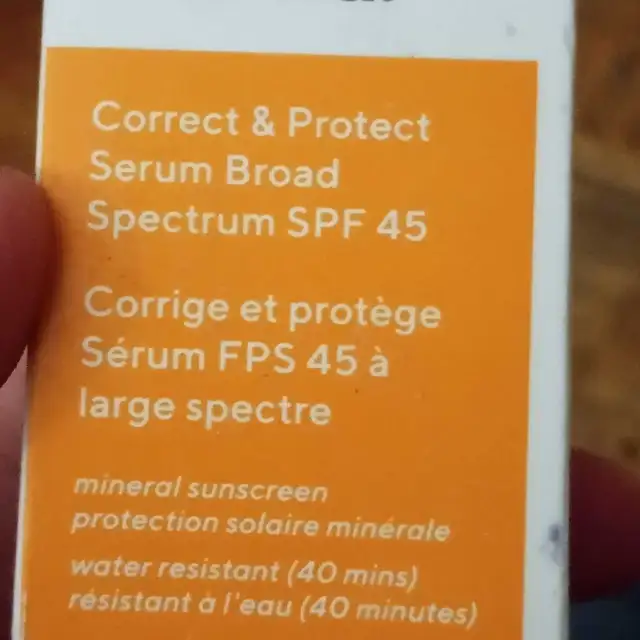 Correct & Protect
Serum Broad
Spectrum SPF 45
Corrige et protège
Sérum FPS 45 à
large spectre
mineral sunscreen
protection solaire minérale
water resistant (40 mins)
résistant à l'eau (40 minutes)